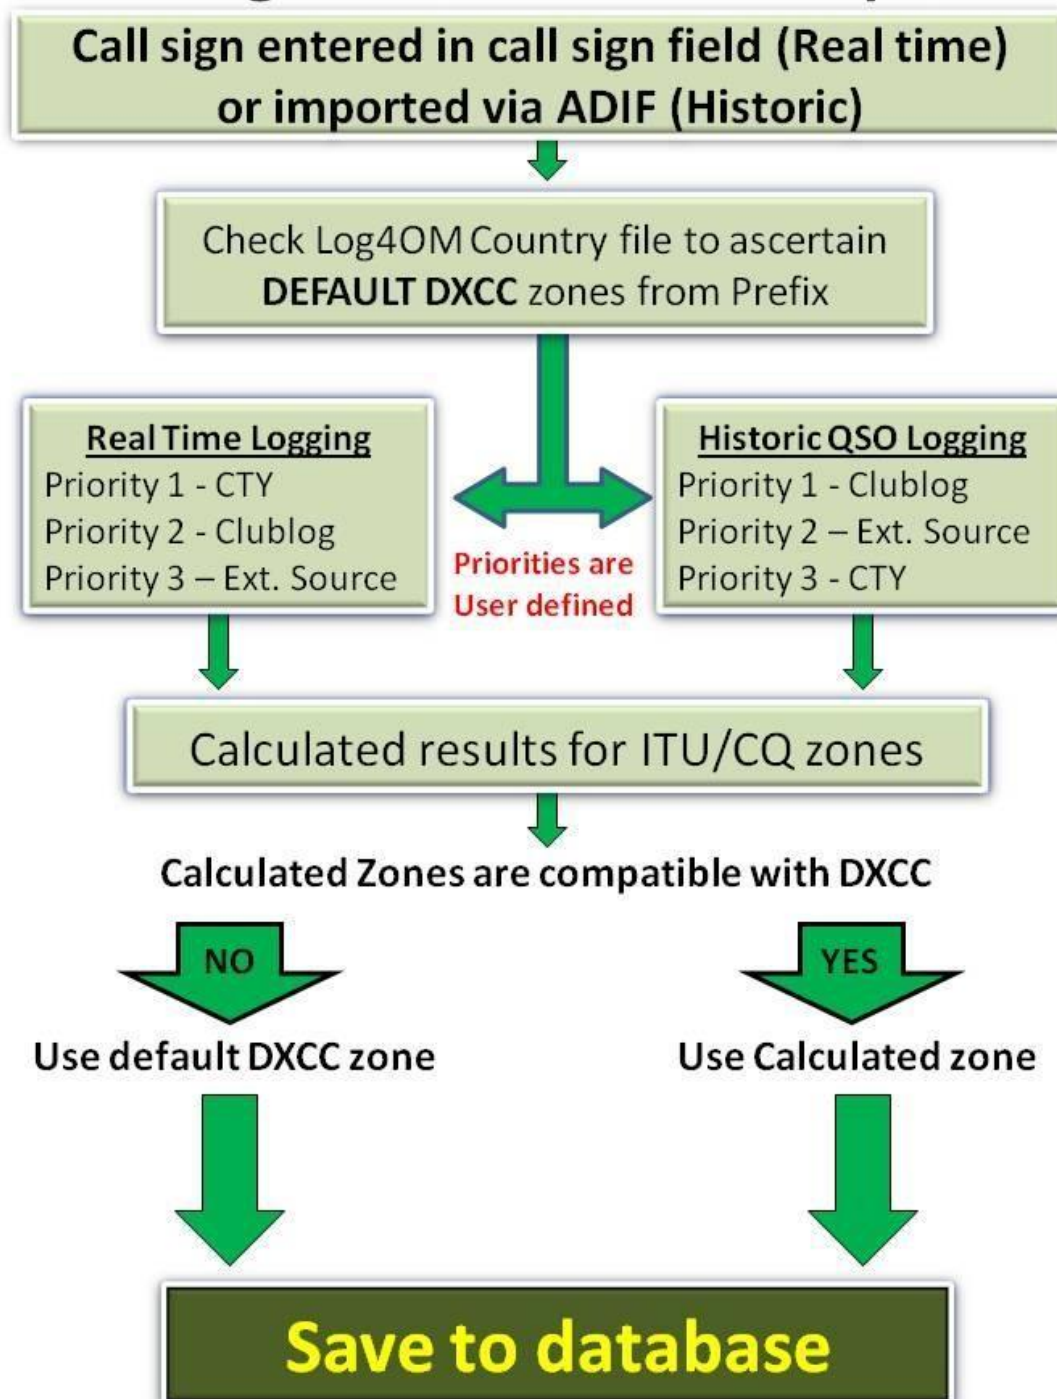 Call sign entered in call sign field (Real time)
or imported via ADIF (Historic)
Check Log4OM Country file to ascertain
DEFAULT DXCC zones from Prefix
Real Time Logging
Priority 1 - CTY
Priority 2 - Clublog
Priority 3 – Ext. Source
Priorities are
User defined
Historic QSO Logging
Priority 1 - Clublog
Priority 2 – Ext. Source
Priority 3 - CTY
Calculated results for ITU/CQ zones
Calculated Zones are compatible with DXCC
NO
YES
Use default DXCC zone
Use Calculated zone
Save to database